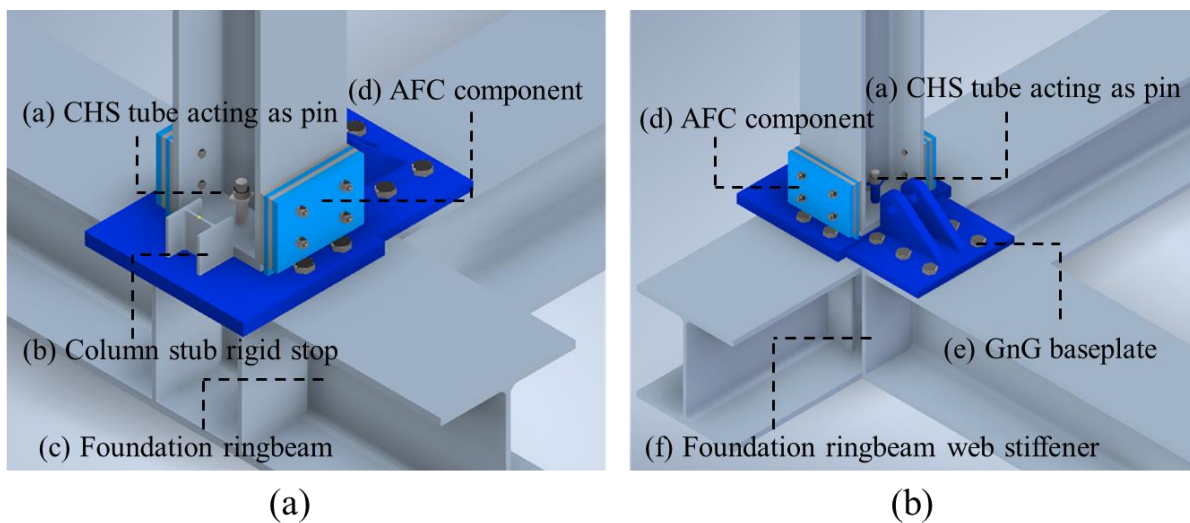 (d) AFC component
(a) CHS tube acting as pin
(b) Column stub rigid stop
(c) Foundation ringbeam
(a)
(a) CHS tube acting as pin
(d) AFC component
(e) GnG baseplate
(f) Foundation ringbeam web stiffener
(b)